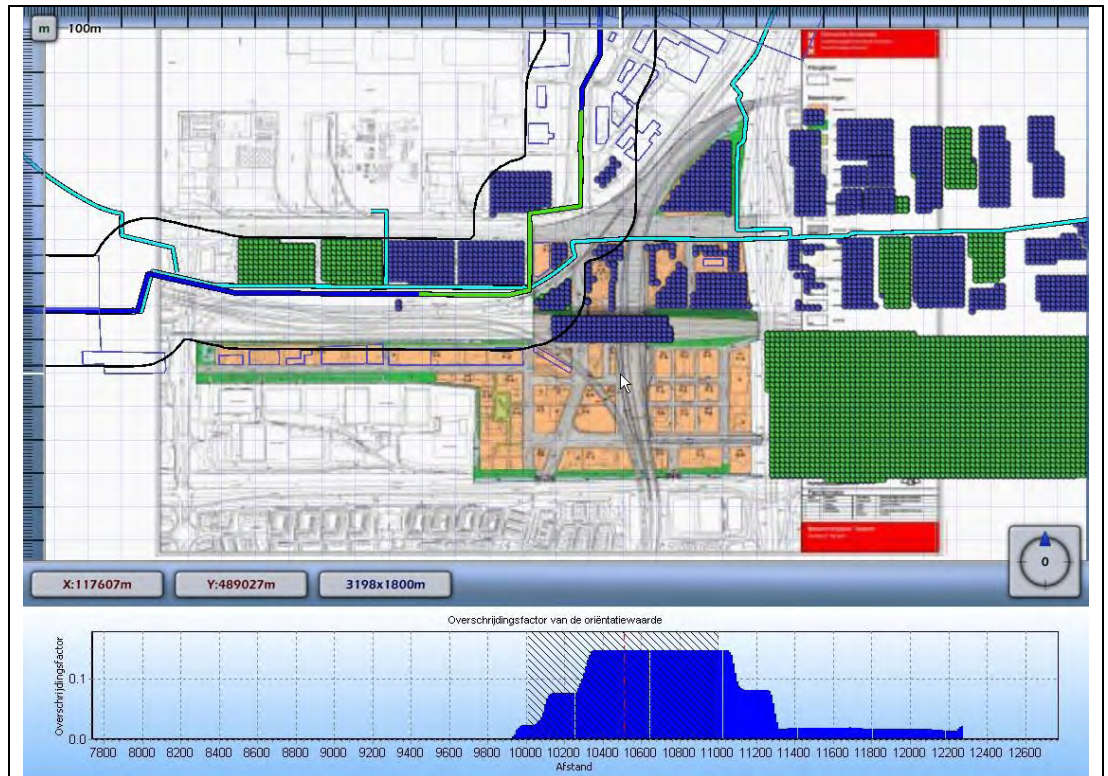 m
100m
0
X:117607m
Y:489027m
3198x1800m
Overschrijdingsfactor van de oriëntatiewaarde
Overschrijdingsfactor
0.1
0.0
7800 8000 8200 8400 8600 8800 9000 9200 9400 9600 9800 10000 10200 10400 10600 10800 11000 11200 11400 11600 11800 12000 12200 12400 12600
Afstand